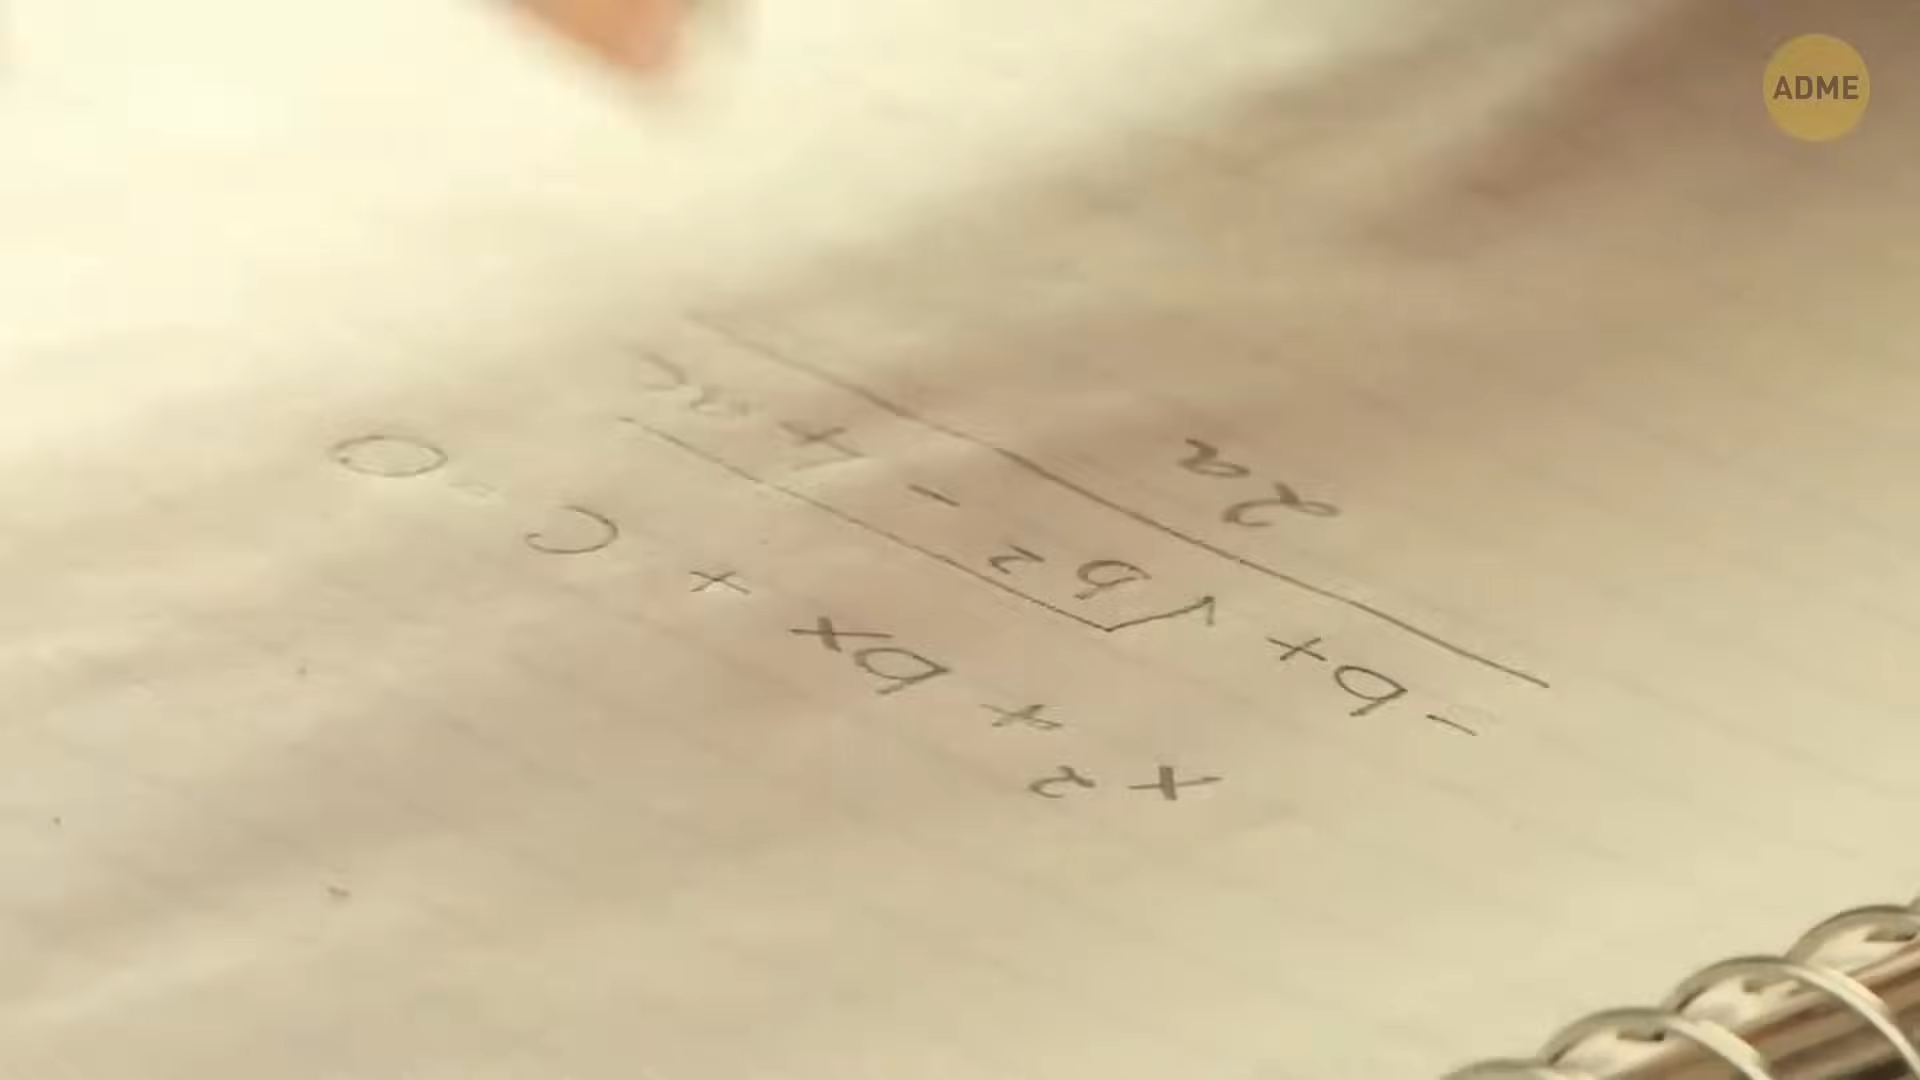 x² + bx + c = 0
-b + √b² - 4ac
2a
ADME